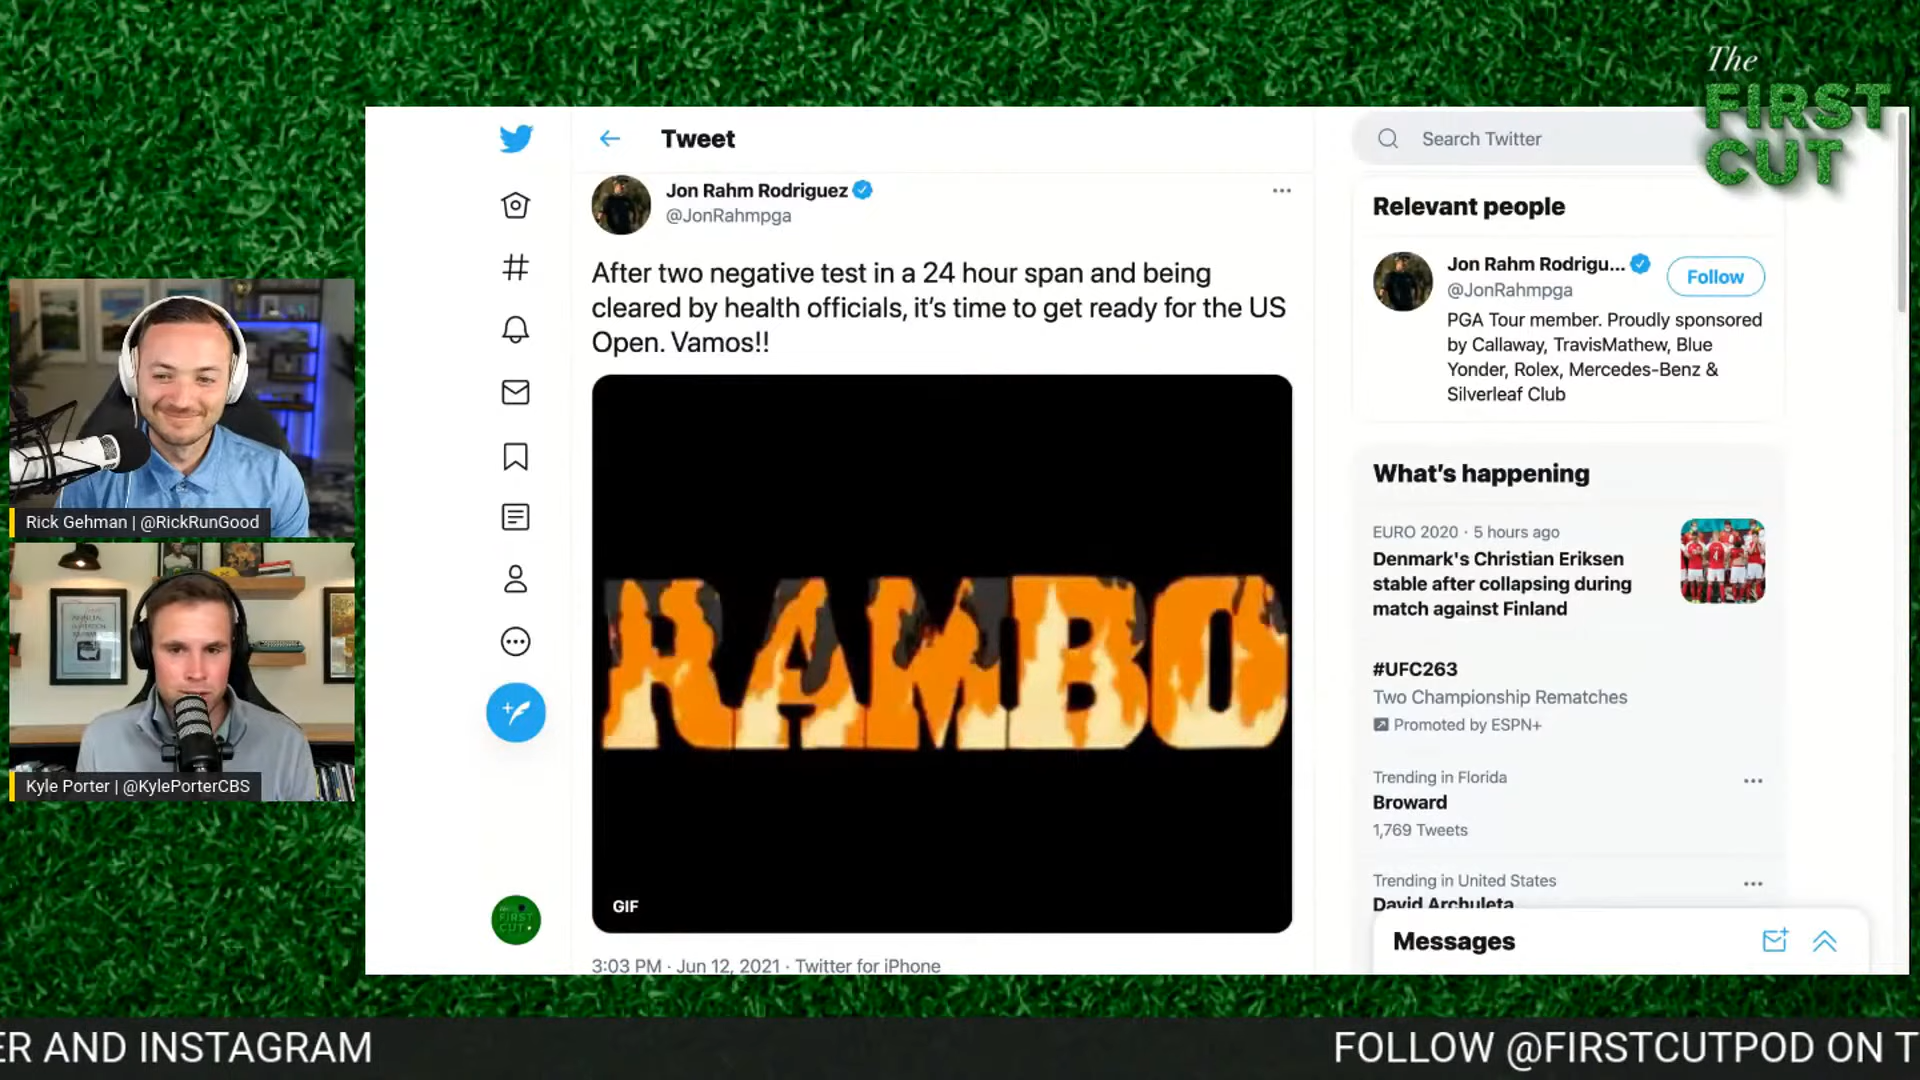 The
FIRST
CUT
Tweet
Search Twitter
Jon Rahm Rodriguez
@JonRahmpga
After two negative test in a 24 hour span and being
cleared by health officials, it's time to get ready for the US
Open. Vamos!!
RAMBO
GIF
3:03 PM · Jun 12, 2021 · Twitter for iPhone
Relevant people
Jon Rahm Rodrigu...
@JonRahmpga
Follow
PGA Tour member. Proudly sponsored
by Callaway, TravisMathew, Blue
Yonder, Rolex, Mercedes-Benz &
Silverleaf Club
What's happening
EURO 2020 · 5 hours ago
Denmark's Christian Eriksen
stable after collapsing during
match against Finland
#UFC263
Two Championship Rematches
Promoted by ESPN+
Trending in Florida
Broward
1,769 Tweets
Trending in United States
David Archuleta
Messages
Rick Gehman | @RickRunGood
Kyle Porter | @KylePorterCBS
FIRST
CUT
ER AND INSTAGRAM
FOLLOW @FIRSTCUTPOD ON T